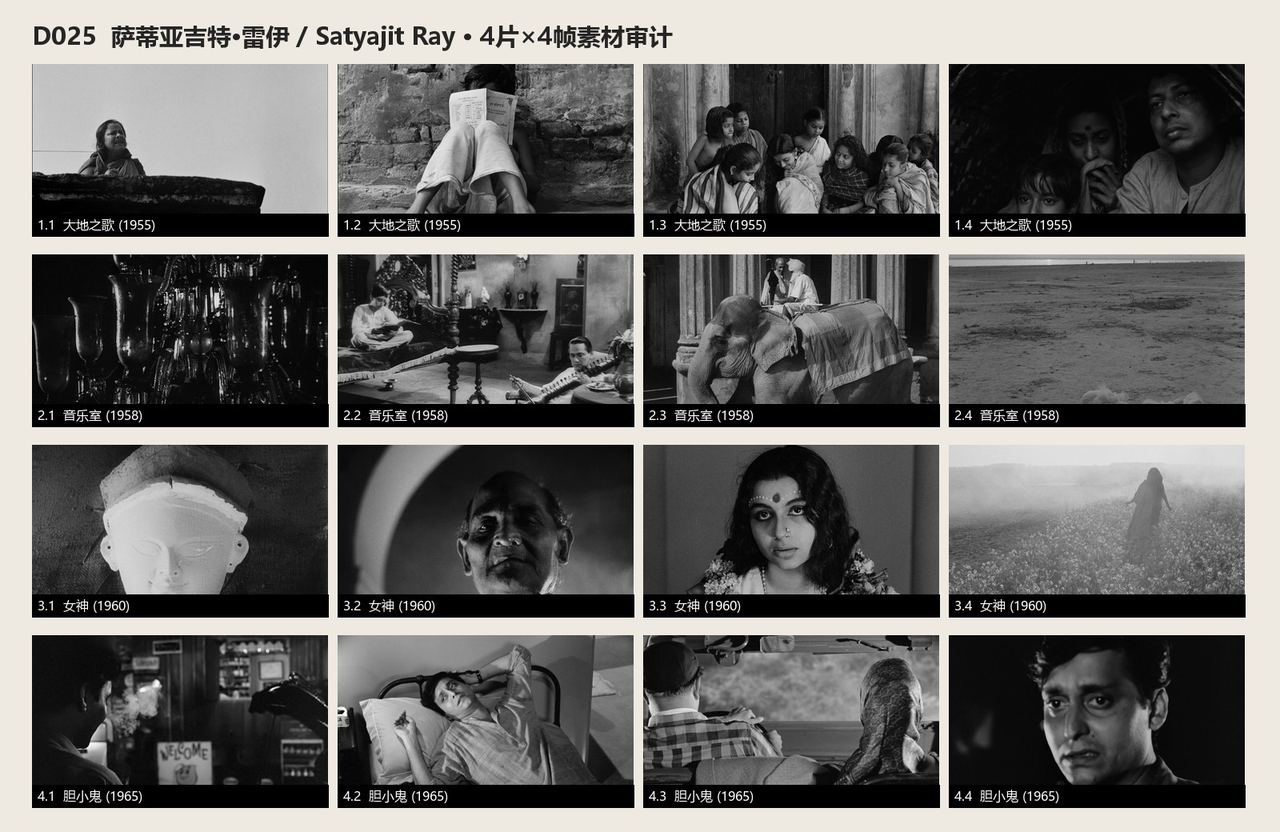 D025 萨蒂亚吉特•雷伊 / Satyajit Ray • 4片×4帧素材审计
1.1 大地之歌 (1955)
1.2 大地之歌 (1955)
1.3 大地之歌 (1955)
1.4 大地之歌 (1955)
2.1 音乐室 (1958)
2.2 音乐室 (1958)
2.3 音乐室 (1958)
2.4 音乐室 (1958)
3.1 女神 (1960)
3.2 女神 (1960)
3.3 女神 (1960)
3.4 女神 (1960)
WELCOME
4.1 胆小鬼 (1965)
4.2 胆小鬼 (1965)
4.3 胆小鬼 (1965)
4.4 胆小鬼 (1965)